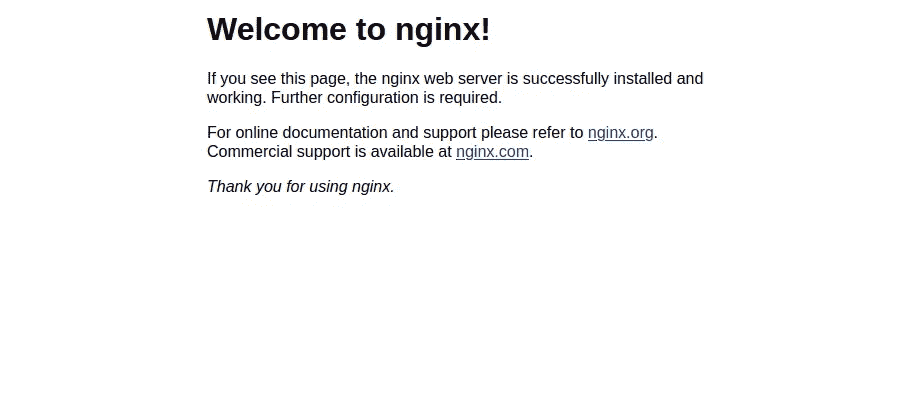 Welcome to nginx!
If you see this page, the nginx web server is successfully installed and
working. Further configuration is required.
For online documentation and support please refer to nginx.org.
Commercial support is available at nginx.com.
Thank you for using nginx.